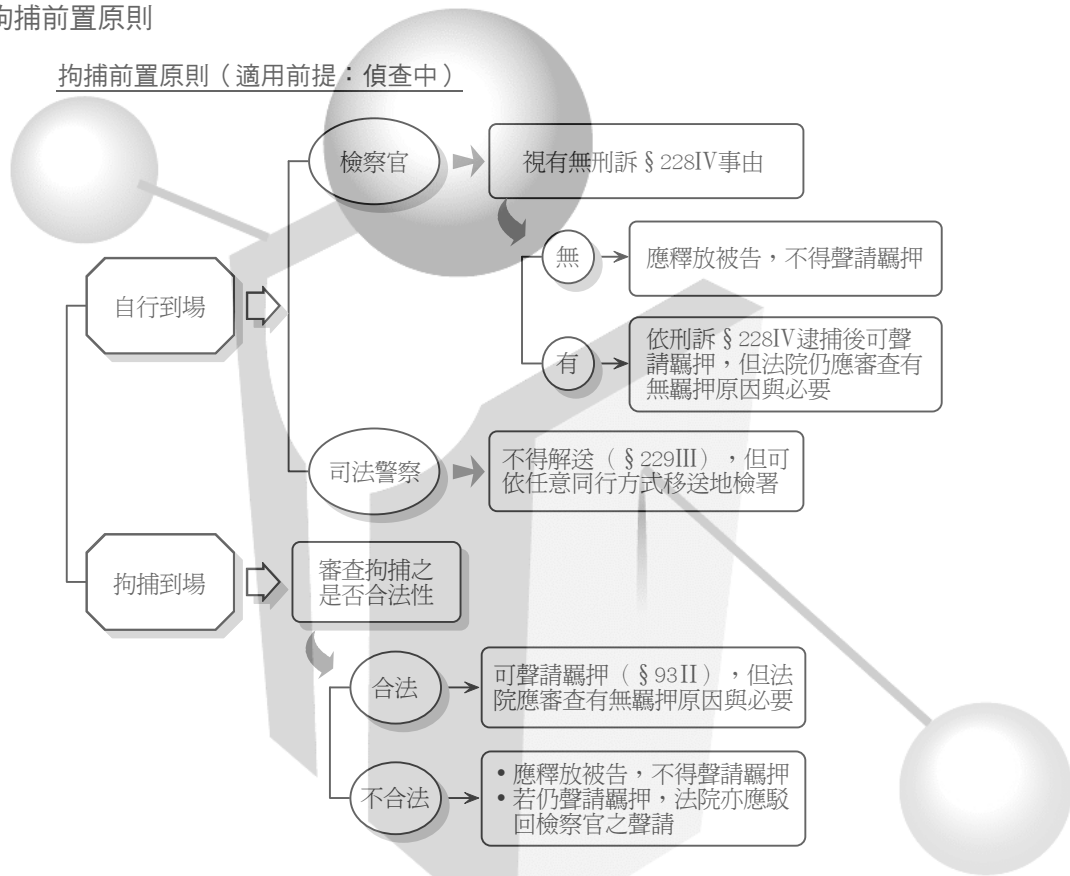 拘捕前置原則
拘捕前置原則（適用前提：偵查中）
自行到場
檢察官
視有無刑訴§228IV事由
無
應釋放被告，不得聲請羈押
有
依刑訴§228IV逮捕後可聲
請羈押，但法院仍應審查有
無羈押原因與必要
司法警察
不得解送（§229III），但可
依任意同行方式移送地檢署
拘捕到場
審查拘捕之
是否合法性
合法
可聲請羈押（§93II），但法
院應審查有無羈押原因與必要
不合法
•應釋放被告，不得聲請羈押
•若仍聲請羈押，法院亦應駁
回檢察官之聲請